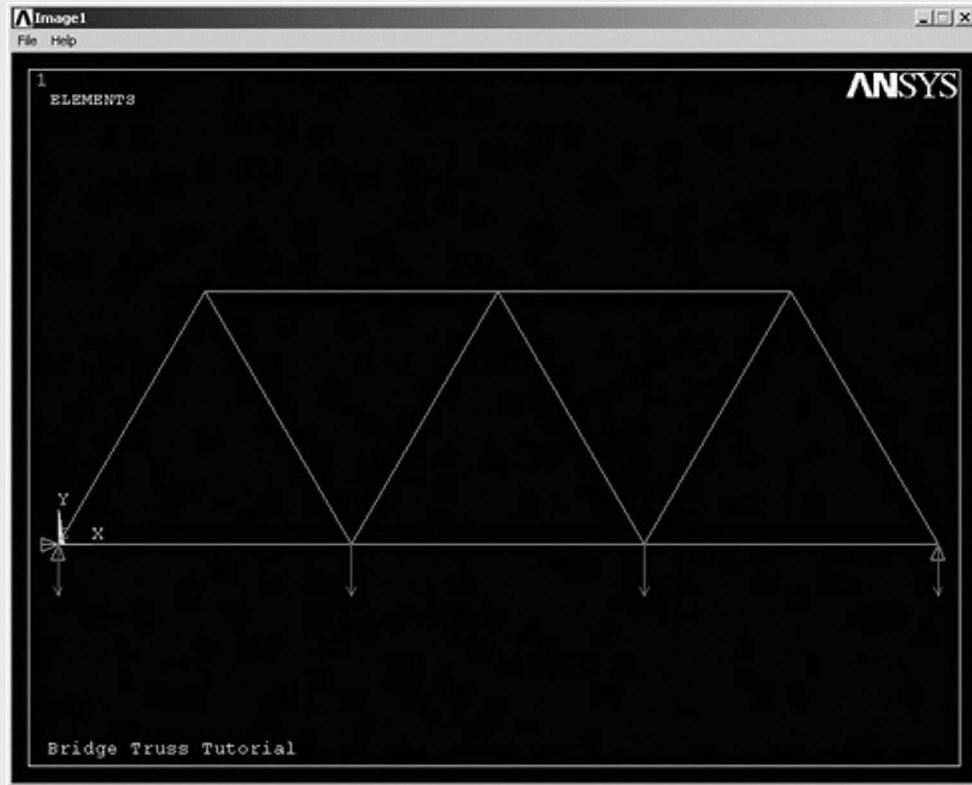 Image1
File Help
1
ELEMENTS
ANSYS
Y
X
Bridge Truss Tutorial